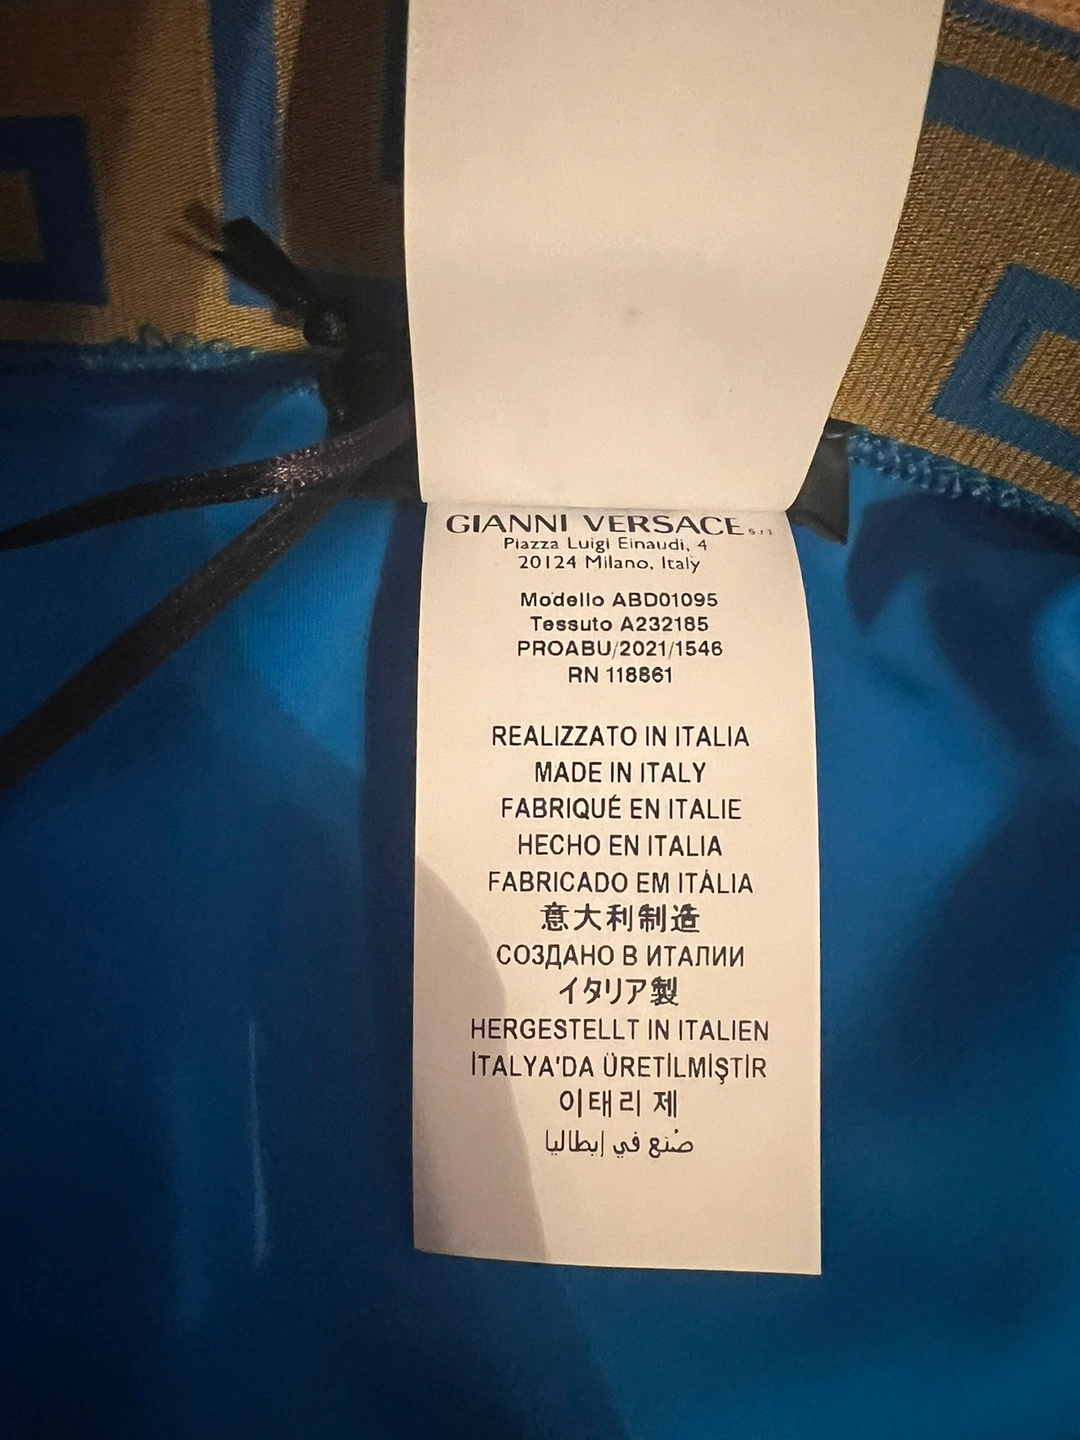 GIANNI VERSACE s.r.l
Piazza Luigi Einaudi, 4
20124 Milano, Italy
Modello ABD01095
Tessuto A232185
PROABU/2021/1546
RN 118861
REALIZZATO IN ITALIA
MADE IN ITALY
FABRIQUÉ EN ITALIE
HECHO EN ITALIA
FABRICADO EM ITÁLIA
意大利制造
СОЗДАНО В ИТАЛИИ
イタリア製
HERGESTELLT IN ITALIEN
İTALYA'DA ÜRETİLMİŞTİR
이태리 제
صُنع في إيطاليا